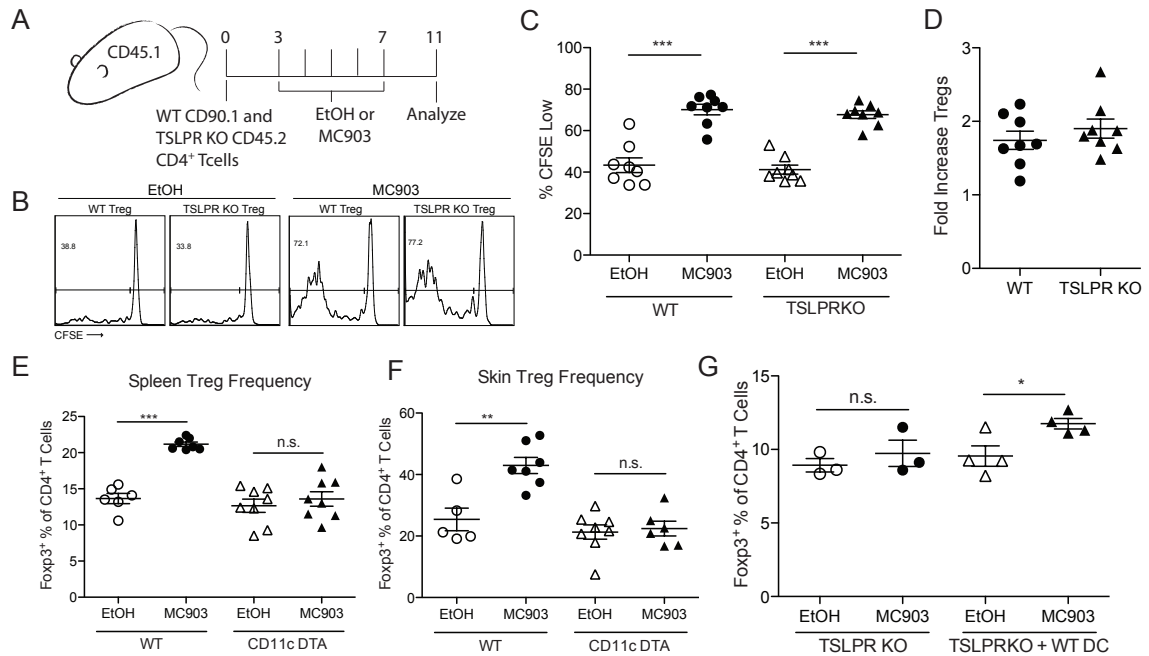 A
CD45.1
0 3 7 11
WT CD90.1 and
TSLPR KO CD45.2
CD4⁺ Tcells
EtOH or
MC903
Analyze
B
EtOH MC903
WT Treg TSLPR KO Treg WT Treg TSLPR KO Treg
38.8 33.8 72.1 77.2
CFSE
C
% CFSE Low
100
80
60
40
20
0
*** ***
EtOH MC903 EtOH MC903
WT TSLPRKO
D
Fold Increase Tregs
3
2
1
0
WT TSLPR KO
E
Spleen Treg Frequency
Foxp3⁺ % of CD4⁺ T Cells
25
20
15
10
5
0
*** n.s.
EtOH MC903 EtOH MC903
WT CD11c DTA
F
Skin Treg Frequency
Foxp3⁺ % of CD4⁺ T Cells
60
40
20
0
** n.s.
EtOH MC903 EtOH MC903
WT CD11c DTA
G
Foxp3⁺ % of CD4⁺ T Cells
15
10
5
0
n.s. *
EtOH MC903 EtOH MC903
TSLPR KO TSLPRKO + WT DC